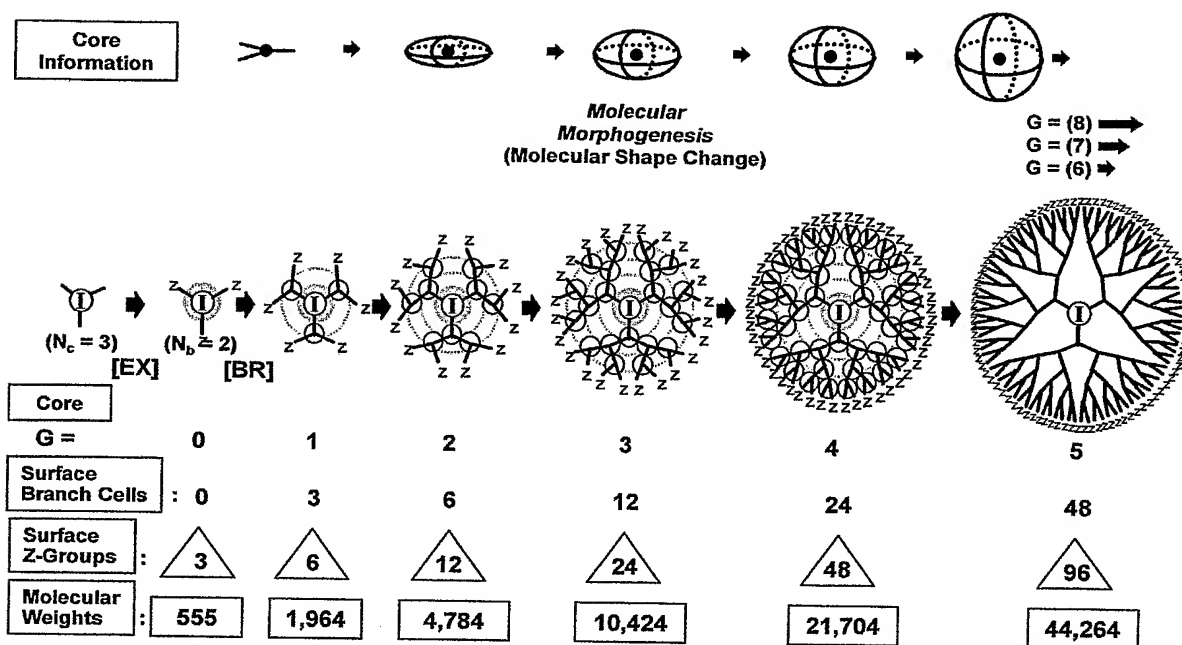 Core
Information
Molecular
Morphogenesis
(Molecular Shape Change)
G = (8)
G = (7)
G = (6)
I
(Nc = 3)
[EX]
Z Z
I
(Nb = 2)
Z
[BR]
Z Z
Z I Z
Z Z
I
I
I
I
Core
G = 0 1 2 3 4 5
Surface
Branch Cells : 0 3 6 12 24 48
Surface
Z-Groups : 3 6 12 24 48 96
Molecular
Weights : 555 1,964 4,784 10,424 21,704 44,264